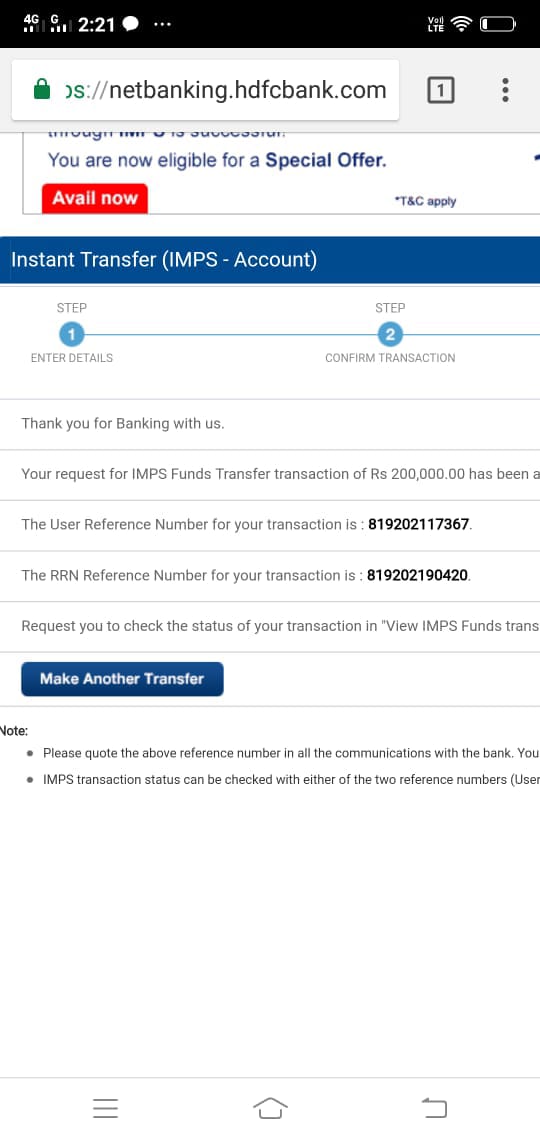 4G G 2:21 ... VoI) LTE
ps://netbanking.hdfcbank.com 1
through IMPS is successful.
You are now eligible for a Special Offer.
Avail now
*T&C apply
Instant Transfer (IMPS - Account)
STEP STEP
1 2
ENTER DETAILS CONFIRM TRANSACTION
Thank you for Banking with us.
Your request for IMPS Funds Transfer transaction of Rs 200,000.00 has been a
The User Reference Number for your transaction is : 819202117367.
The RRN Reference Number for your transaction is : 819202190420.
Request you to check the status of your transaction in "View IMPS Funds trans
Make Another Transfer
Note:
• Please quote the above reference number in all the communications with the bank. You
• IMPS transaction status can be checked with either of the two reference numbers (User